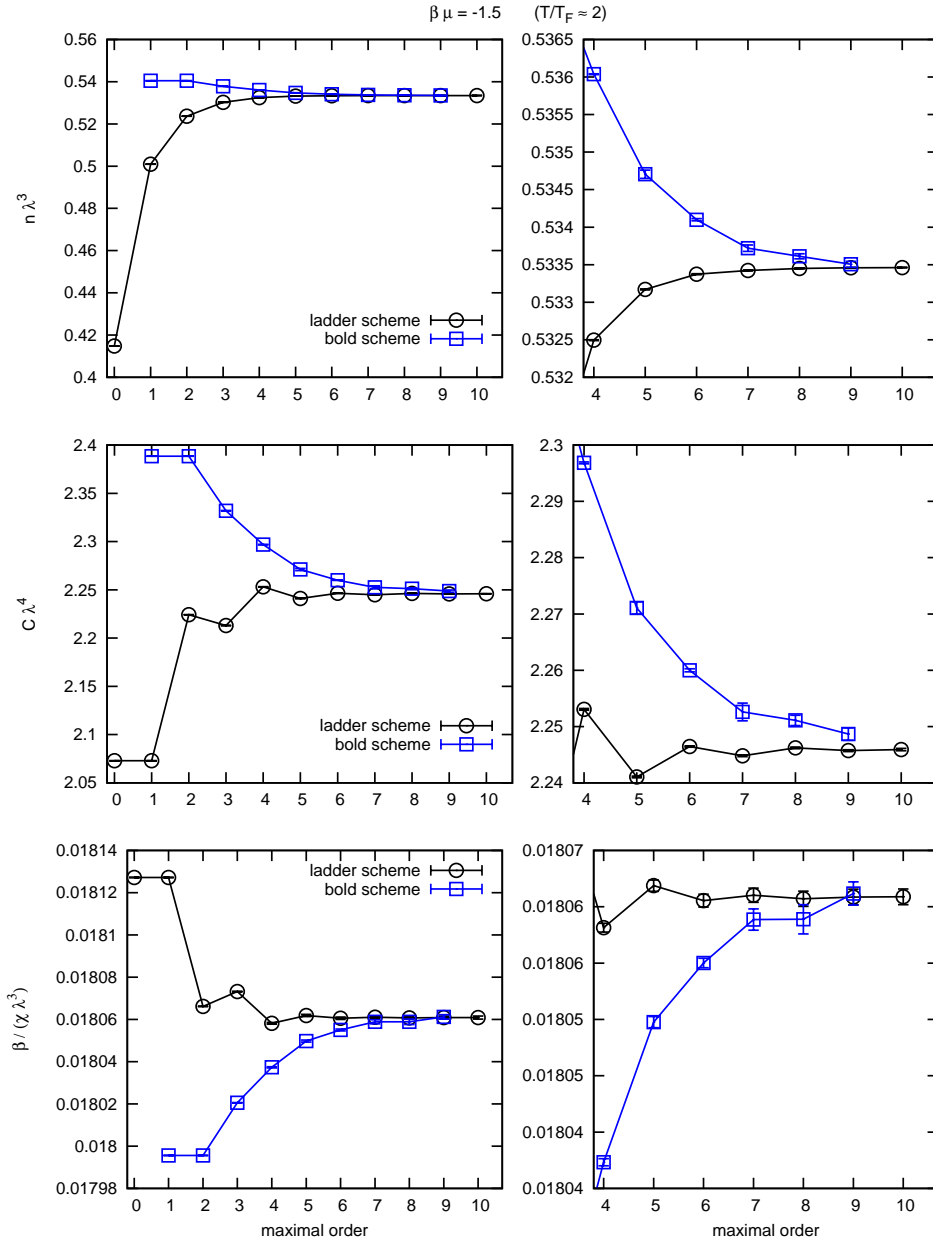 β μ = -1.5 (T/T_F ≈ 2)
n λ^3
0.56
0.54
0.52
0.5
0.48
0.46
0.44
0.42
0.4
0 1 2 3 4 5 6 7 8 9 10
ladder scheme
bold scheme
0.5365
0.536
0.5355
0.535
0.5345
0.534
0.5335
0.533
0.5325
0.532
4 5 6 7 8 9 10
C λ^4
2.4
2.35
2.3
2.25
2.2
2.15
2.1
2.05
0 1 2 3 4 5 6 7 8 9 10
ladder scheme
bold scheme
2.3
2.29
2.28
2.27
2.26
2.25
2.24
4 5 6 7 8 9 10
β / (χ λ^3)
0.01814
0.01812
0.0181
0.01808
0.01806
0.01804
0.01802
0.018
0.01798
0 1 2 3 4 5 6 7 8 9 10
maximal order
ladder scheme
bold scheme
0.01807
0.01806
0.01806
0.01805
0.01805
0.01804
0.01804
4 5 6 7 8 9 10
maximal order